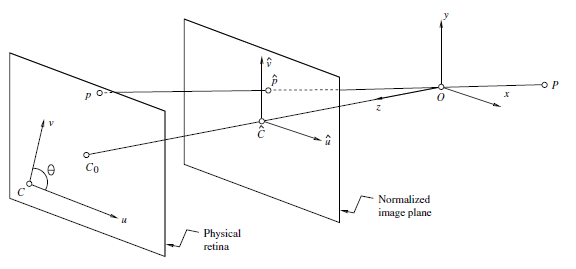 y
v̂
p̂
P
p
O
x
z
Ĉ
û
v
C₀
θ
C
u
Normalized
image plane
Physical
retina